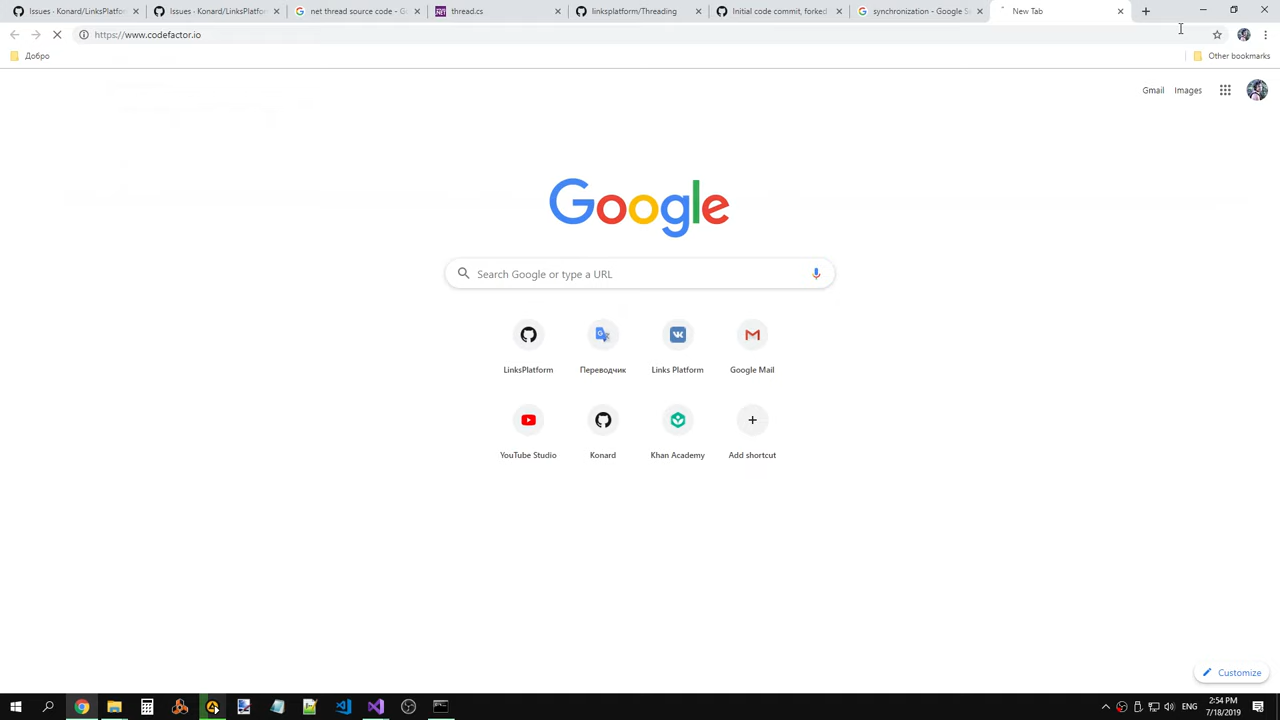 Issues · Konard/LinksPlatform
Issues · Konard/LinksPlatform
net thread source code - G
thread.cs
linksplatform/Threading
Initial code commit, forked
synchronization - Google S
New Tab
https://www.codefactor.io
Добро
Other bookmarks
Gmail
Images
Google
Search Google or type a URL
LinksPlatform
Переводчик
Links Platform
Google Mail
YouTube Studio
Konard
Khan Academy
Add shortcut
Customize
ENG
2:54 PM
7/18/2019